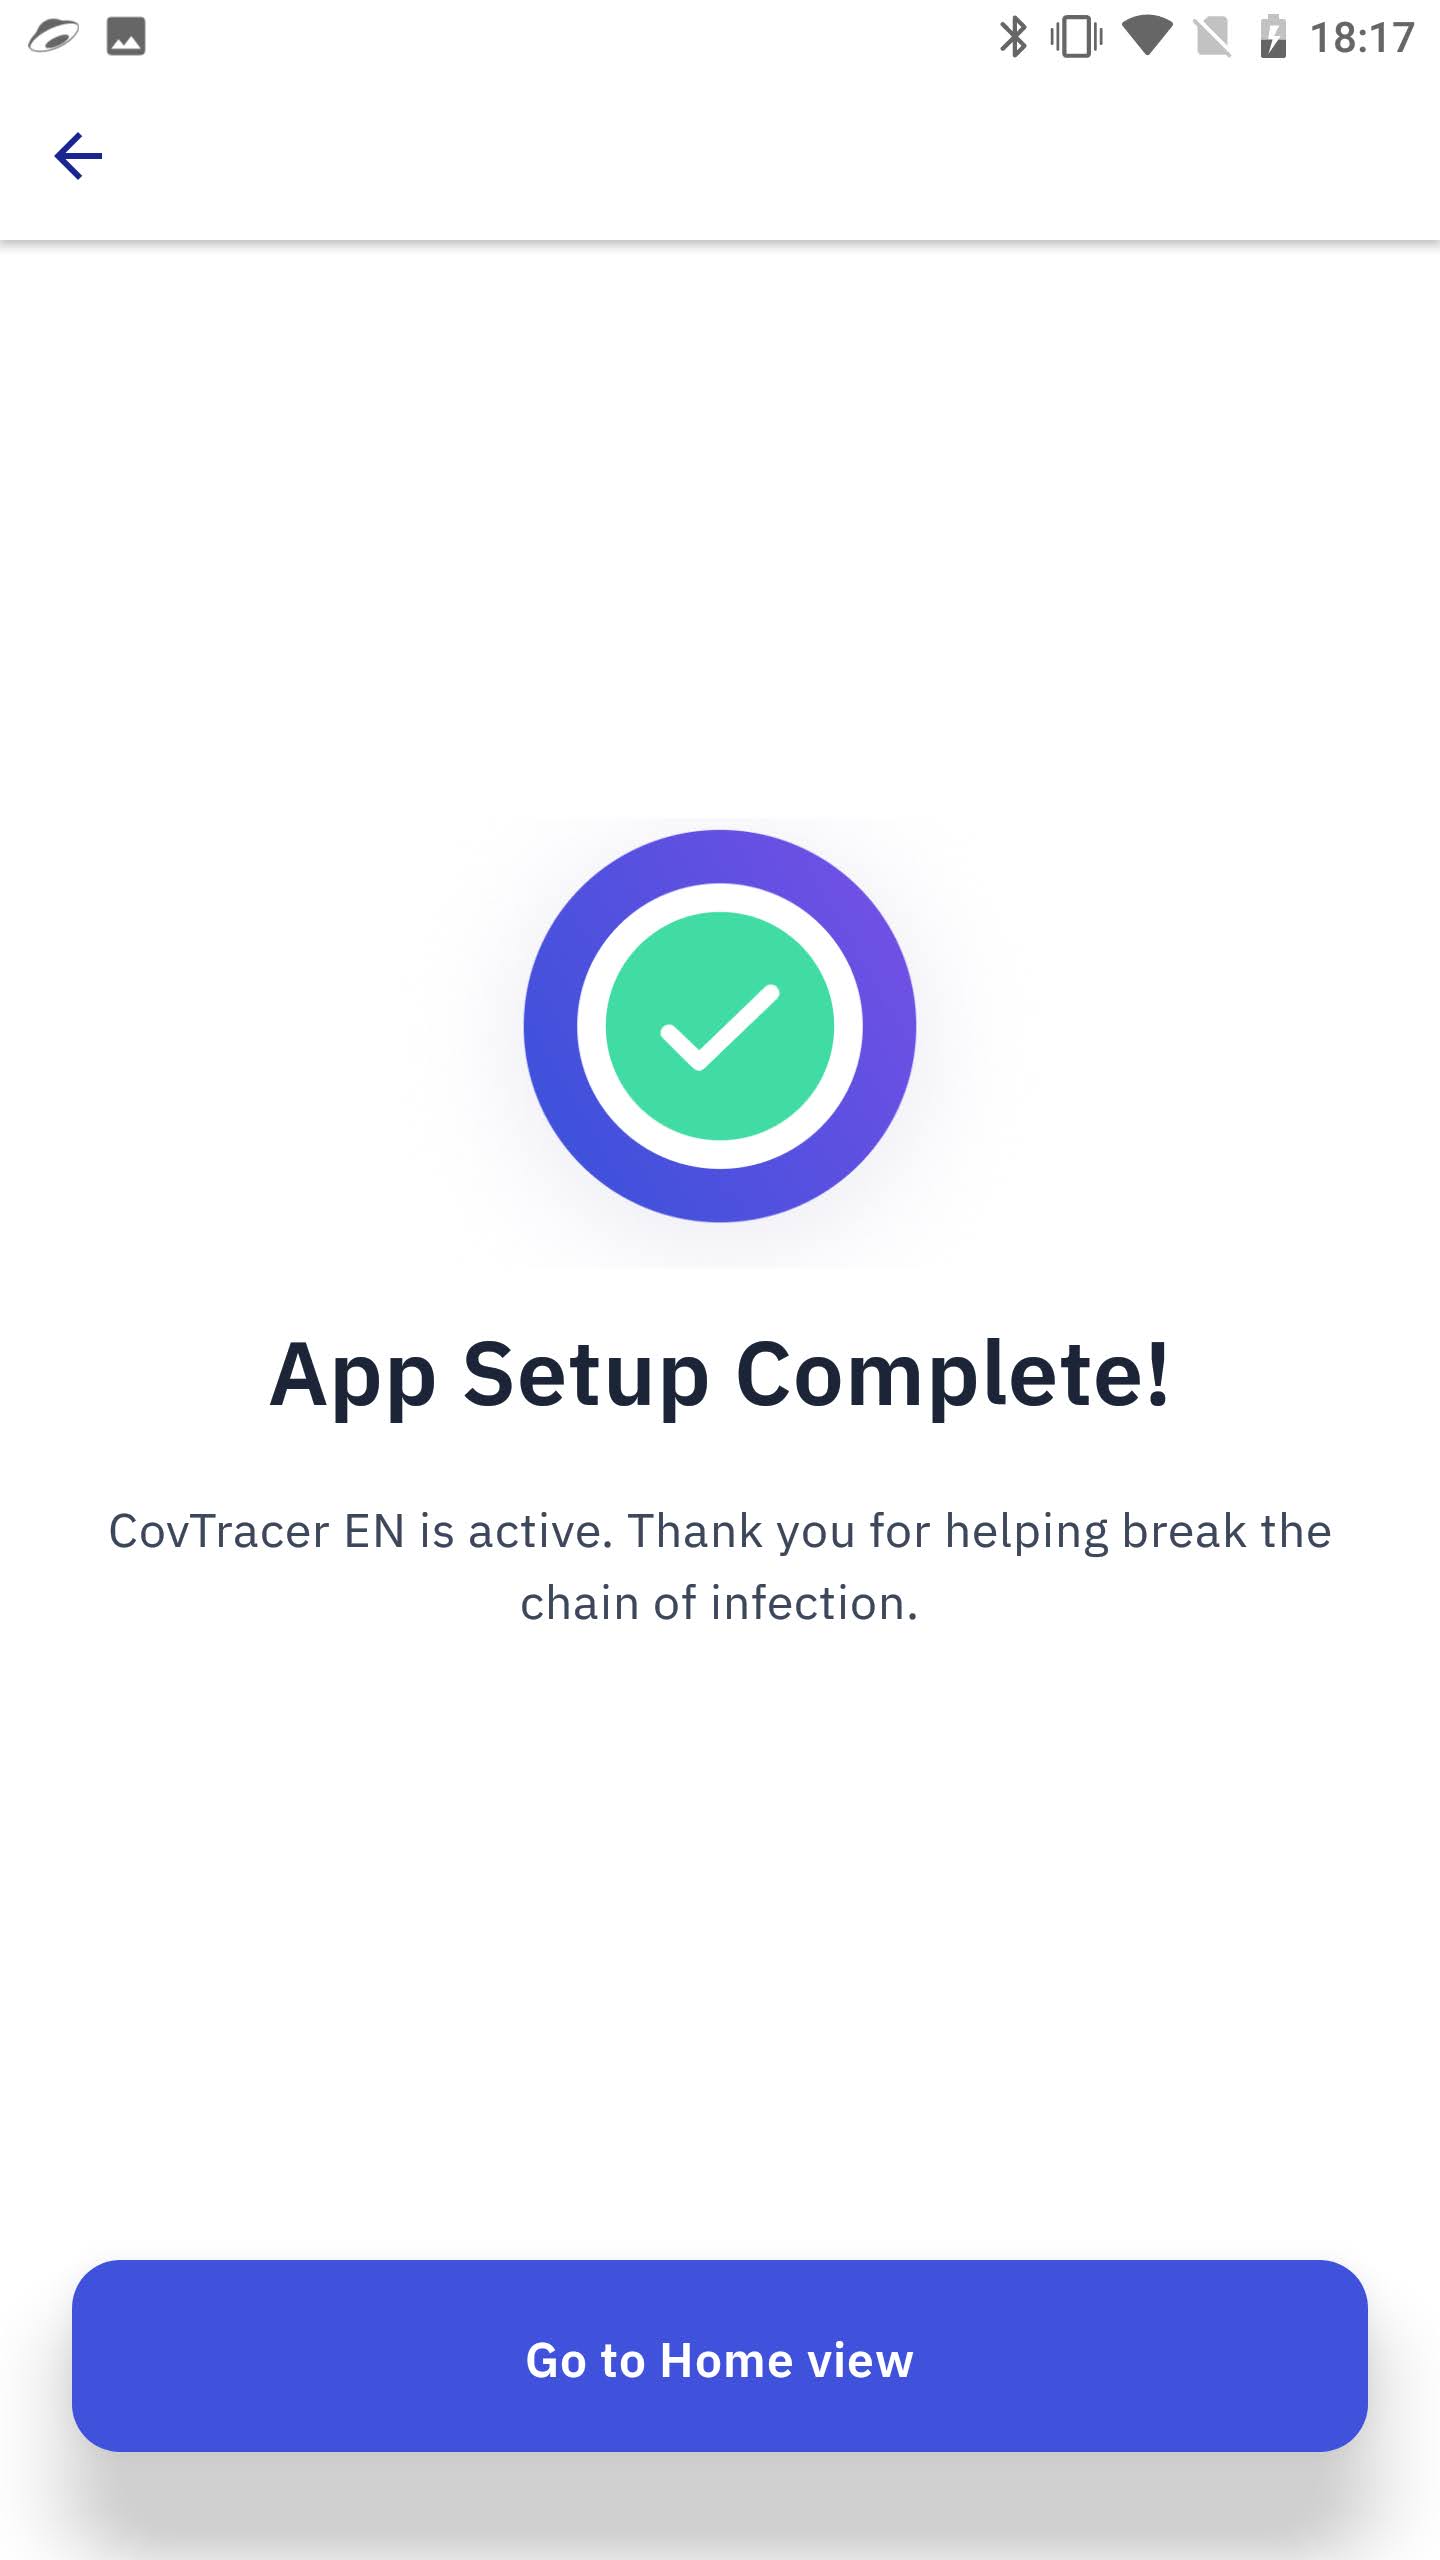 18:17
App Setup Complete!
CovTracer EN is active. Thank you for helping break the
chain of infection.
Go to Home view